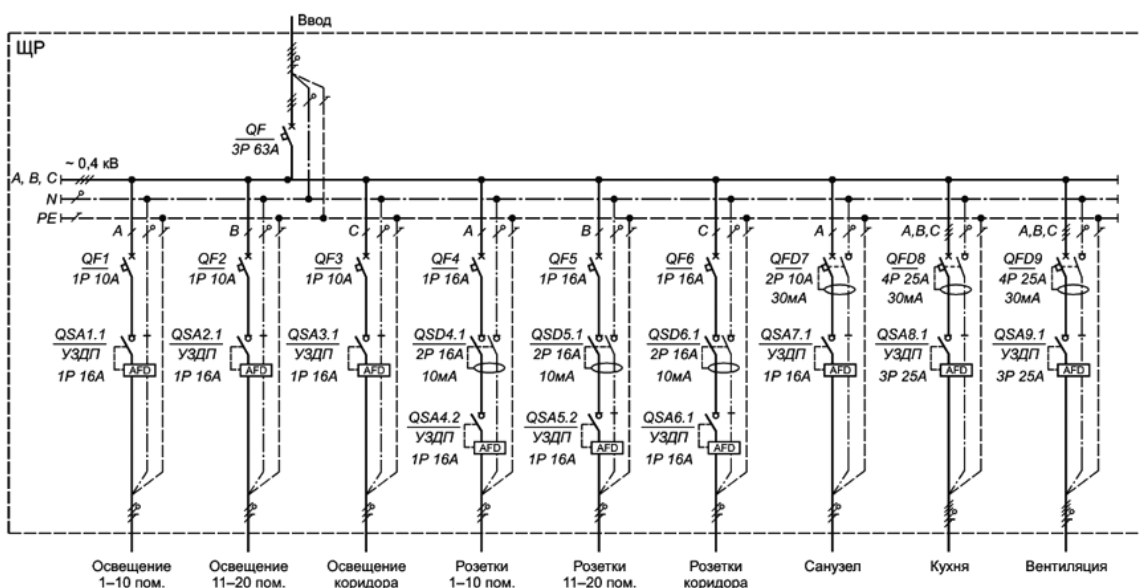 Ввод
ЩР
QF
3P 63A
~ 0,4 кВ
A, B, C
N
PE
A B C A B C A A,B,C A,B,C
QF1 QF2 QF3 QF4 QF5 QF6 QFD7 QFD8 QFD9
1P 10A 1P 10A 1P 10A 1P 16A 1P 16A 1P 16A 2P 10A 4P 25A 4P 25A
30мА 30мА 30мА
QSA1.1 QSA2.1 QSA3.1 QSD4.1 QSD5.1 QSD6.1 QSA7.1 QSA8.1 QSA9.1
УЗДП УЗДП УЗДП 2P 16A 2P 16A 2P 16A УЗДП УЗДП УЗДП
AFD AFD AFD AFD AFD AFD
1P 16A 1P 16A 1P 16A 10мА 10мА 10мА 1P 16A 3P 25A 3P 25A
QSA4.2 QSA5.2 QSA6.1
УЗДП УЗДП УЗДП
AFD AFD AFD
1P 16A 1P 16A 1P 16A
Освещение Освещение Освещение Розетки Розетки Розетки Санузел Кухня Вентиляция
1–10 пом. 11–20 пом. коридора 1–10 пом. 11–20 пом. коридора